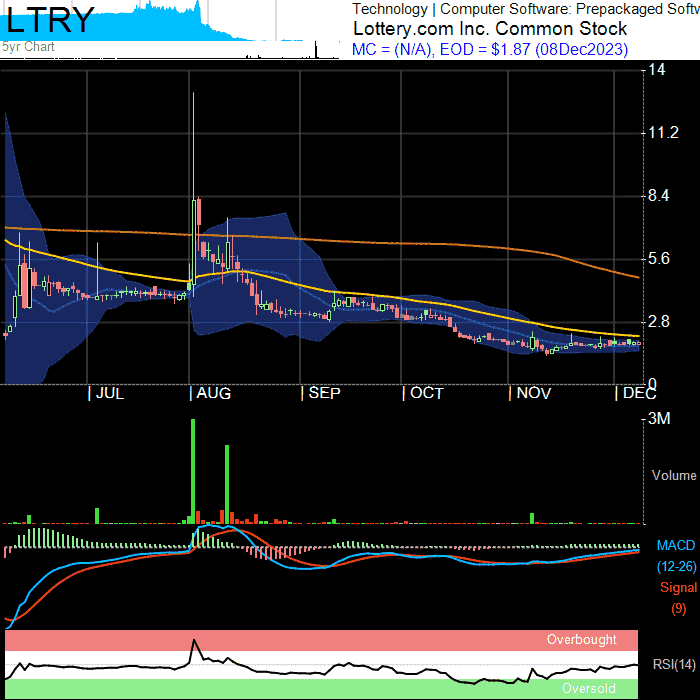 LTRY
5yr Chart
Technology | Computer Software: Prepackaged Softw
Lottery.com Inc. Common Stock
MC = (N/A), EOD = $1.87 (08Dec2023)
14
11.2
8.4
5.6
2.8
0
JUL
AUG
SEP
OCT
NOV
DEC
3M
Volume
MACD
(12-26)
Signal
(9)
Overbought
RSI(14)
Oversold